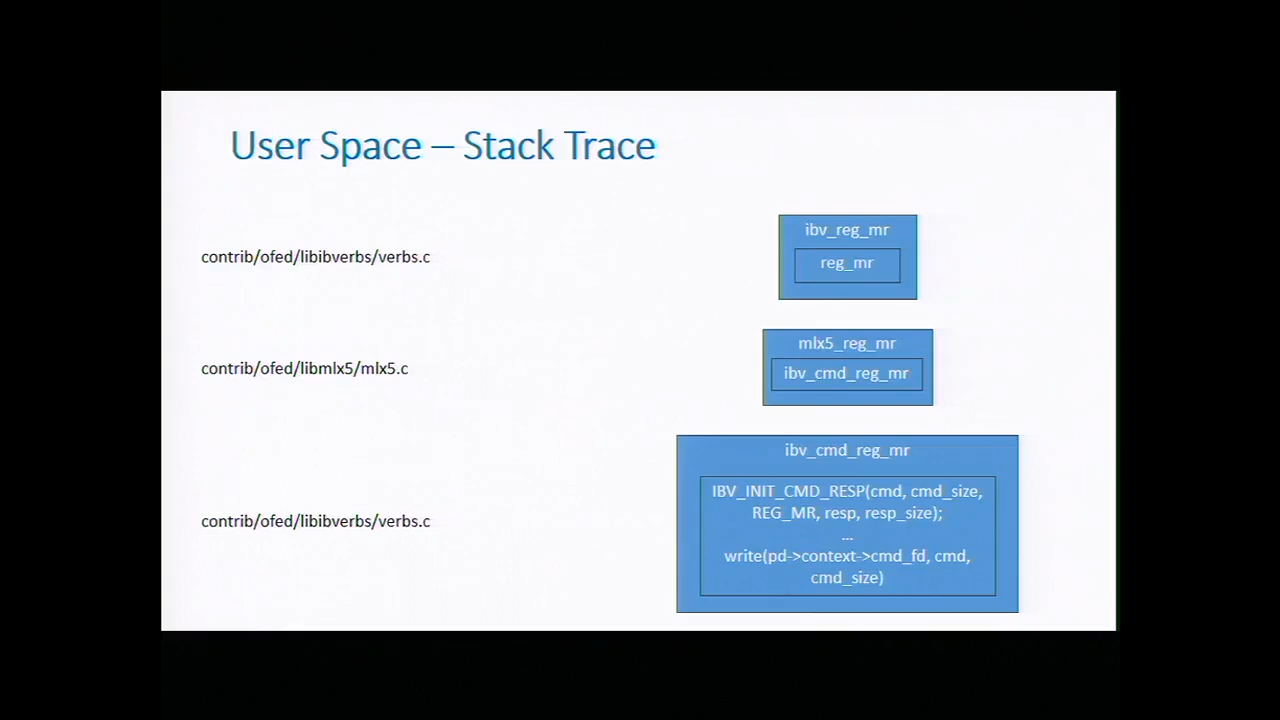 User Space – Stack Trace
contrib/ofed/libibverbs/verbs.c
ibv_reg_mr
reg_mr
contrib/ofed/libmlx5/mlx5.c
mlx5_reg_mr
ibv_cmd_reg_mr
contrib/ofed/libibverbs/verbs.c
ibv_cmd_reg_mr
IBV_INIT_CMD_RESP(cmd, cmd_size,
REG_MR, resp, resp_size);
...
write(pd->context->cmd_fd, cmd,
cmd_size)